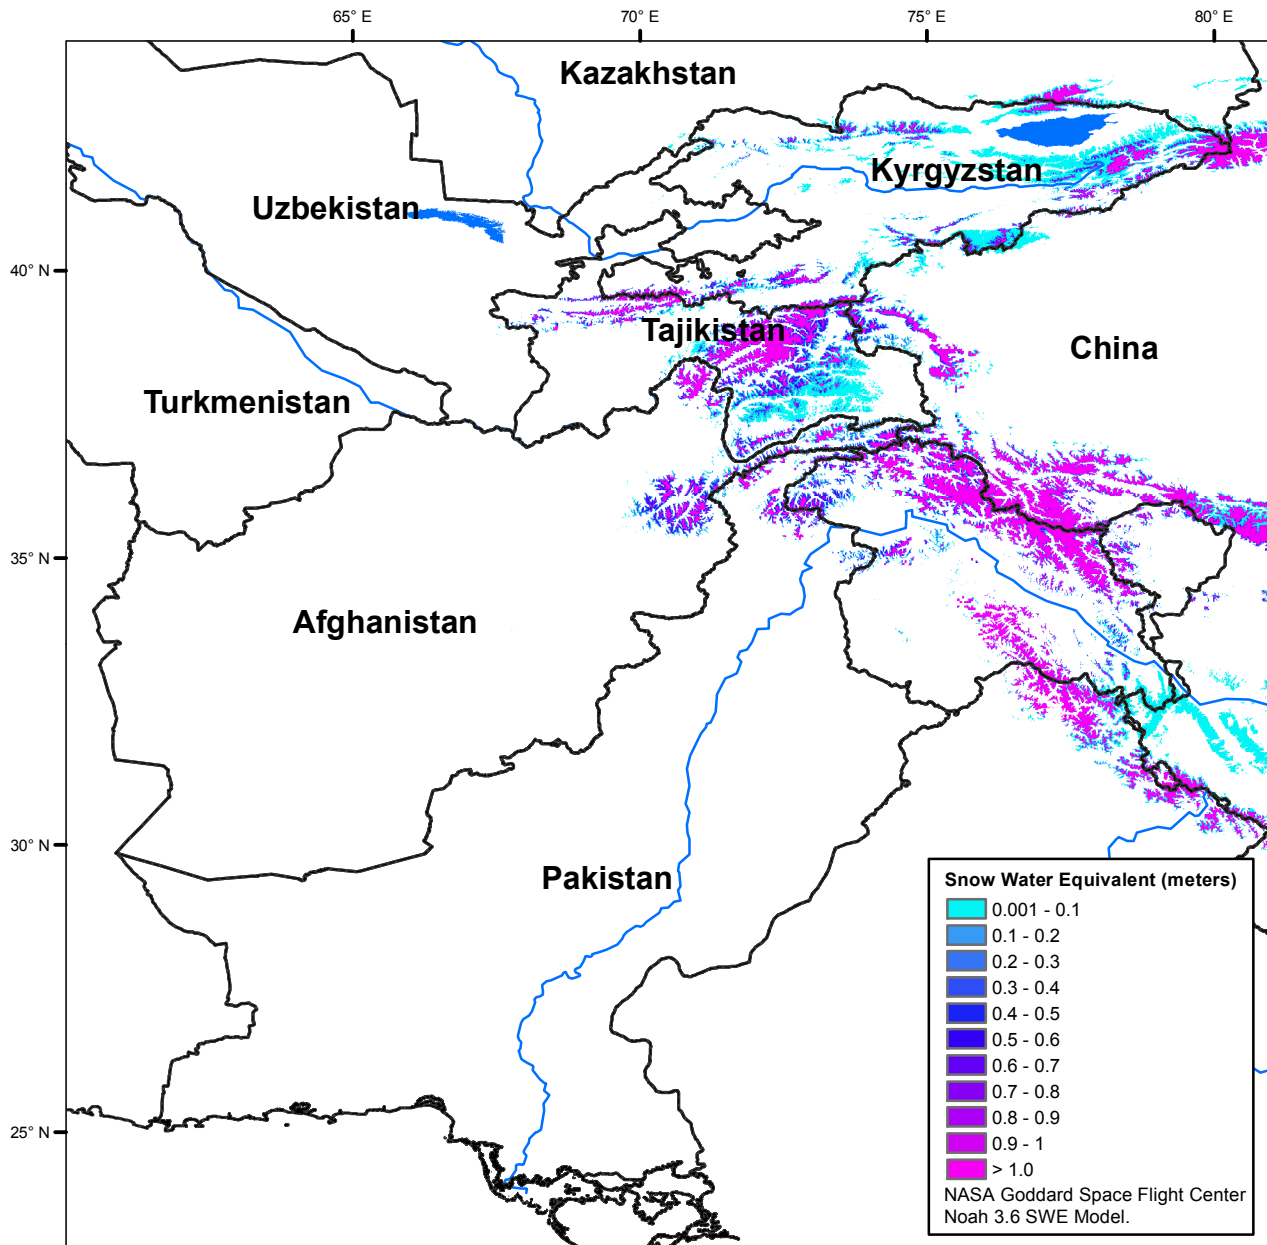 65° E
70° E
75° E
80° E
Kazakhstan
Kyrgyzstan
Uzbekistan
40° N
Tajikistan
China
Turkmenistan
35° N
Afghanistan
30° N
Pakistan
25° N
Snow Water Equivalent (meters)
0.001 - 0.1
0.1 - 0.2
0.2 - 0.3
0.3 - 0.4
0.4 - 0.5
0.5 - 0.6
0.6 - 0.7
0.7 - 0.8
0.8 - 0.9
0.9 - 1
> 1.0
NASA Goddard Space Flight Center
Noah 3.6 SWE Model.